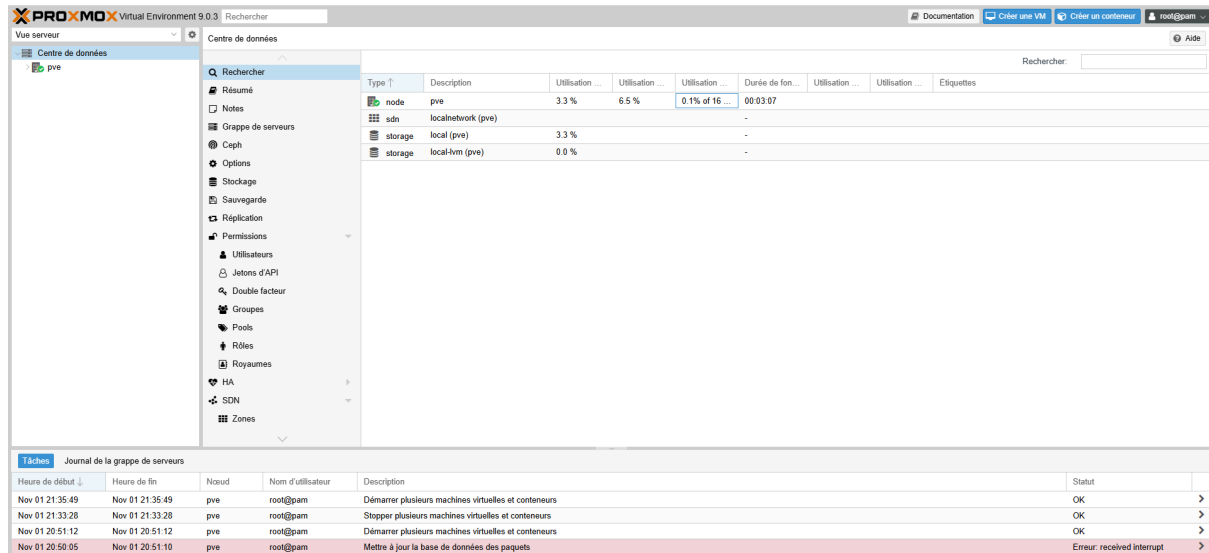 PROXMOX Virtual Environment 9.0.3 Rechercher Documentation Créer une VM Créer un conteneur root@pam
Vue serveur
Centre de données
pve
Centre de données Aide
Rechercher
Résumé
Notes
Grappe de serveurs
Ceph
Options
Stockage
Sauvegarde
Réplication
Permissions
Utilisateurs
Jetons d'API
Double facteur
Groupes
Pools
Rôles
Royaumes
HA
SDN
Zones
Rechercher:
Type ↑ Description Utilisation ... Utilisation ... Utilisation ... Durée de fon... Utilisation ... Utilisation ... Etiquettes
node pve 3.3 % 6.5 % 0.1% of 16 ... 00:03:07
sdn localnetwork (pve) -
storage local (pve) 3.3 % -
storage local-lvm (pve) 0.0 % -
Tâches Journal de la grappe de serveurs
Heure de début ↓ Heure de fin Nœud Nom d'utilisateur Description Statut
Nov 01 21:35:49 Nov 01 21:35:49 pve root@pam Démarrer plusieurs machines virtuelles et conteneurs OK
Nov 01 21:33:28 Nov 01 21:33:28 pve root@pam Stopper plusieurs machines virtuelles et conteneurs OK
Nov 01 20:51:12 Nov 01 20:51:12 pve root@pam Démarrer plusieurs machines virtuelles et conteneurs OK
Nov 01 20:50:05 Nov 01 20:51:10 pve root@pam Mettre à jour la base de données des paquets Erreur: received interrupt